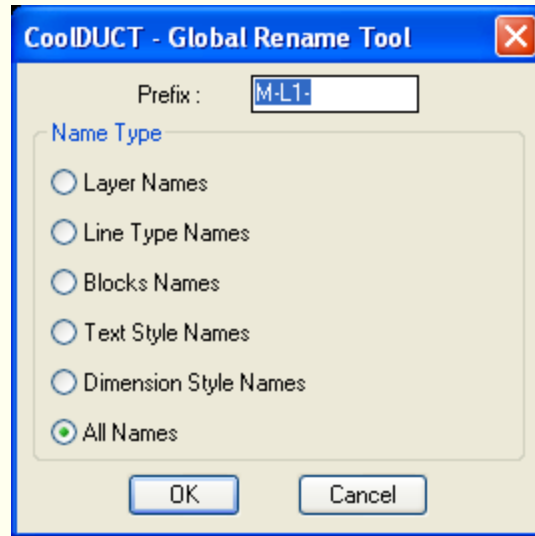 CoolDUCT - Global Rename Tool
Prefix : M-L1-
Name Type
Layer Names
Line Type Names
Blocks Names
Text Style Names
Dimension Style Names
All Names
OK Cancel